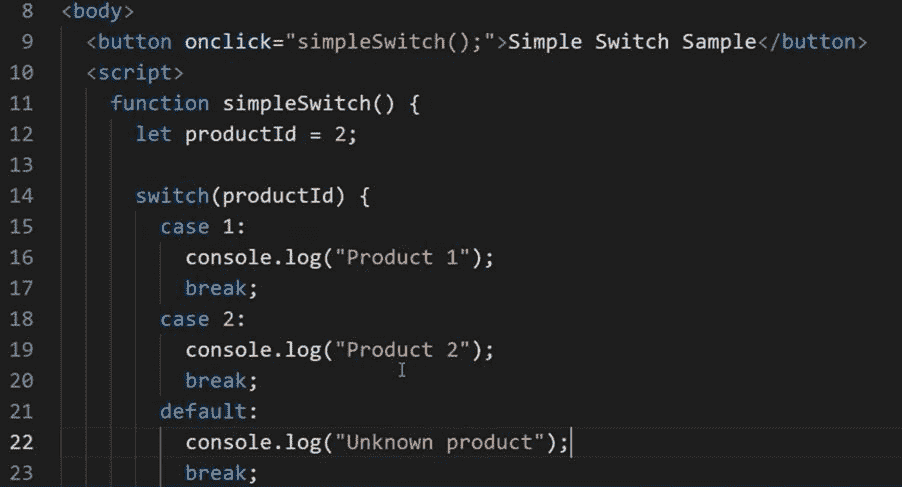 8 <body>
9 <button onclick="simpleSwitch();">Simple Switch Sample</button>
10 <script>
11 function simpleSwitch() {
12 let productId = 2;
13
14 switch(productId) {
15 case 1:
16 console.log("Product 1");
17 break;
18 case 2:
19 console.log("Product 2");
20 break;
21 default:
22 console.log("Unknown product");
23 break;